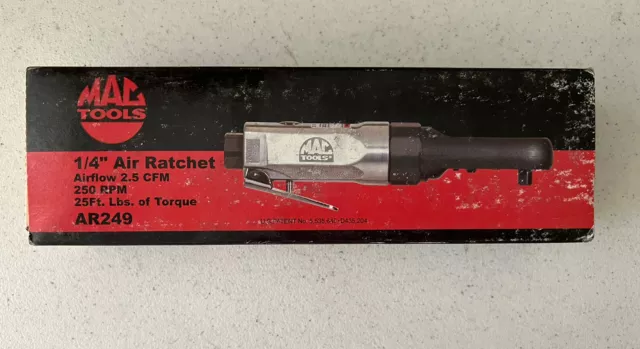 MAC
TOOLS
1/4" Air Ratchet
Airflow 2.5 CFM
250 RPM
25Ft. Lbs. of Torque
AR249
MAC
TOOLS